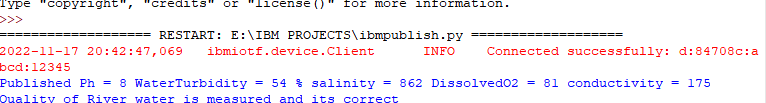 Type "copyright", "credits" or "license()" for more information.
>>>
=================== RESTART: E:\IBM PROJECTS\ibmpublish.py ===================
2022-11-17 20:42:47,069   ibmiotf.device.Client      INFO    Connected successfully: d:84708c:a
bcd:12345
Published Ph = 8 WaterTurbidity = 54 % salinity = 862 DissolvedO2 = 81 conductivity = 175
Quality of River water is measured and its correct